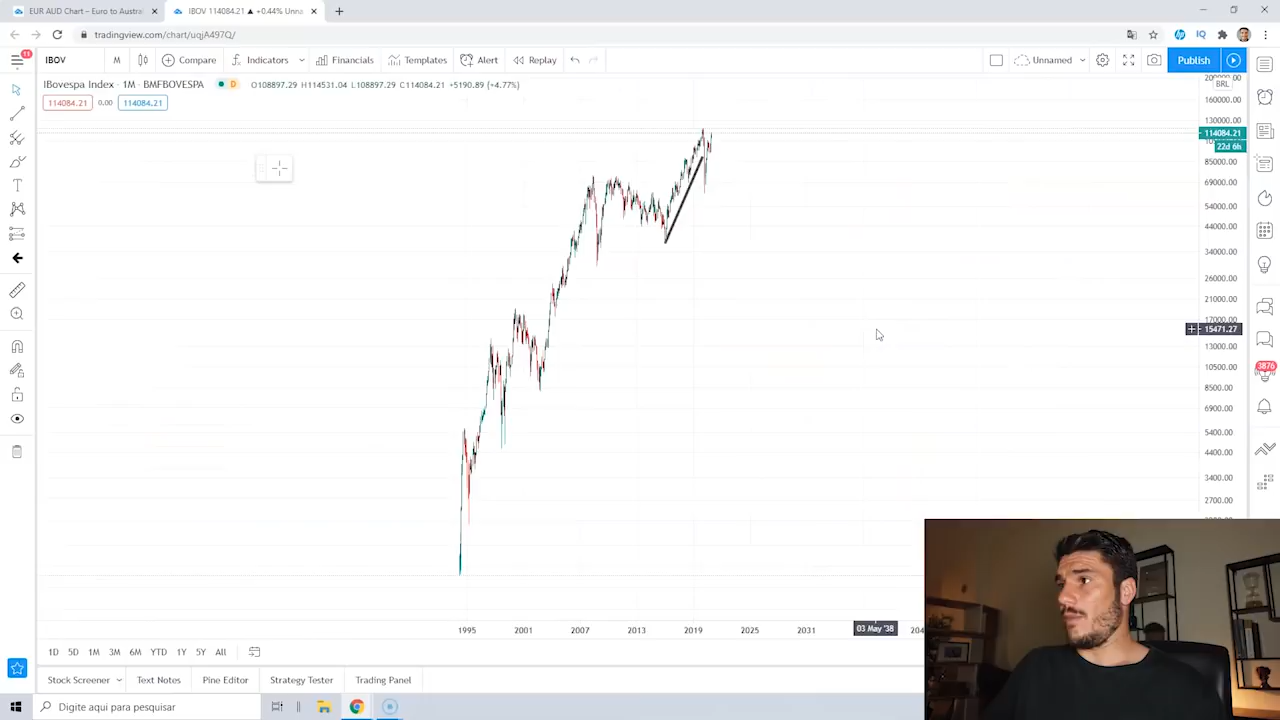 EUR AUD Chart – Euro to Austral
IBOV 114084.21 ▲ +0.44% Unna
tradingview.com/chart/uqjA497Q/
11
IBOV
M
Compare
Indicators
Financials
Templates
Alert
Replay
Unnamed
Publish
IBovespa Index · 1M · BMFBOVESPA
D
O108897.29 H114531.04 L108897.29 C114084.21 +5190.89 (+4.77%)
114084.21
0.00
114084.21
BRL
160000.00
130000.00
114084.21
22d 6h
85000.00
69000.00
54000.00
44000.00
34000.00
26000.00
21000.00
17000.00
15471.27
13000.00
10500.00
8500.00
6900.00
5400.00
4400.00
3400.00
2700.00
3876
1995
2001
2007
2013
2019
2025
2031
03 May '38
204
1D
5D
1M
3M
6M
YTD
1Y
5Y
All
Stock Screener
Text Notes
Pine Editor
Strategy Tester
Trading Panel
Digite aqui para pesquisar